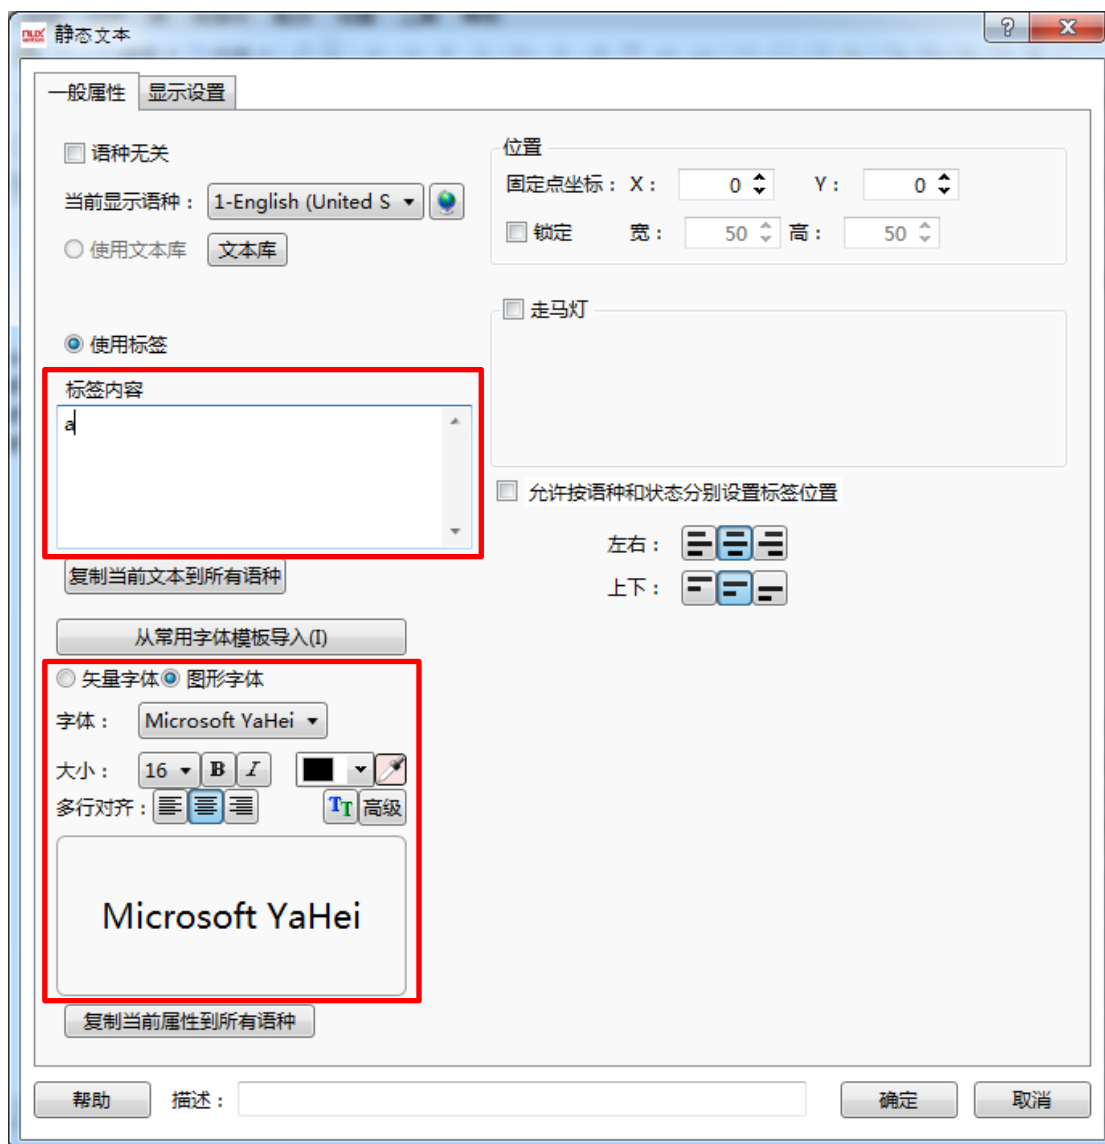 静态文本
一般属性 显示设置
语种无关
当前显示语种： 1-English (United S
使用文本库 文本库
使用标签
标签内容
a
复制当前文本到所有语种
从常用字体模板导入(I)
矢量字体 图形字体
字体： Microsoft YaHei
大小： 16 B I
多行对齐： TT 高级
Microsoft YaHei
复制当前属性到所有语种
位置
固定点坐标： X： 0 Y： 0
锁定 宽： 50 高： 50
走马灯
允许按语种和状态分别设置标签位置
左右：
上下：
帮助 描述： 确定 取消